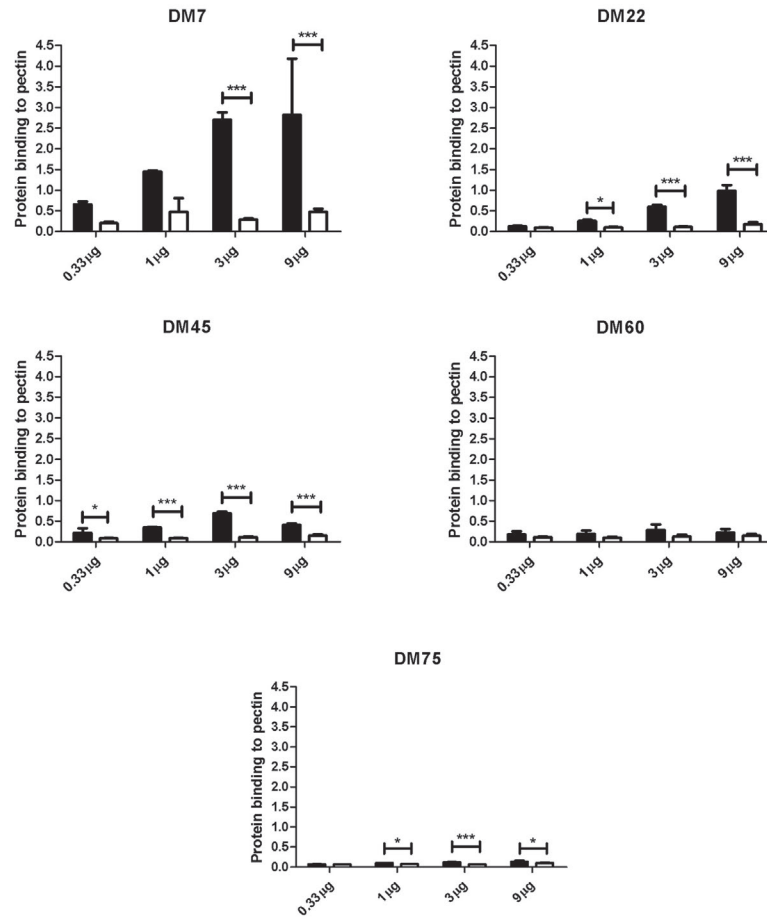 DM7
Protein binding to pectin
4.5
4.0
3.5
3.0
2.5
2.0
1.5
1.0
0.5
0.0
***
***
0.33µg
1µg
3µg
9µg
DM22
Protein binding to pectin
4.5
4.0
3.5
3.0
2.5
2.0
1.5
1.0
0.5
0.0
*
***
***
0.33µg
1µg
3µg
9µg
DM45
Protein binding to pectin
4.5
4.0
3.5
3.0
2.5
2.0
1.5
1.0
0.5
0.0
*
***
***
***
0.33µg
1µg
3µg
9µg
DM60
Protein binding to pectin
4.5
4.0
3.5
3.0
2.5
2.0
1.5
1.0
0.5
0.0
0.33µg
1µg
3µg
9µg
DM75
Protein binding to pectin
4.5
4.0
3.5
3.0
2.5
2.0
1.5
1.0
0.5
0.0
*
***
*
0.33µg
1µg
3µg
9µg